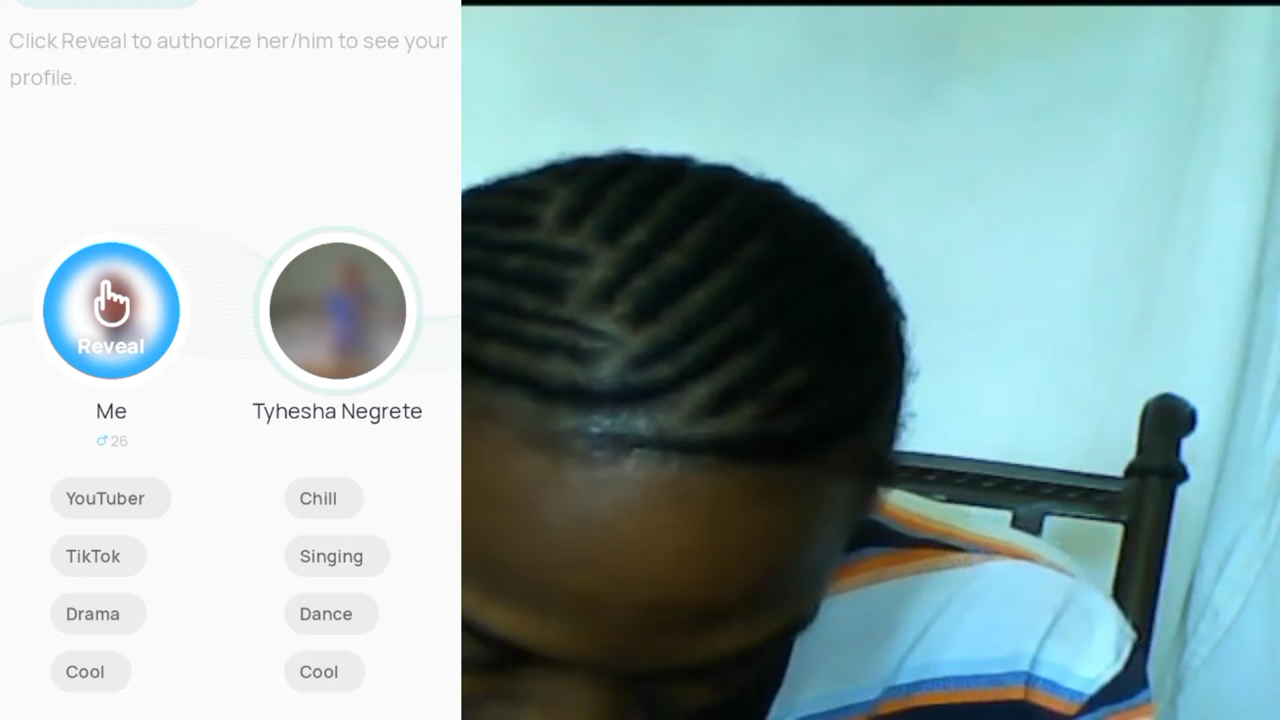 Click Reveal to authorize her/him to see your
profile.
Reveal
Me
Tyhesha Negrete
♂ 26
YouTuber
Chill
TikTok
Singing
Drama
Dance
Cool
Cool